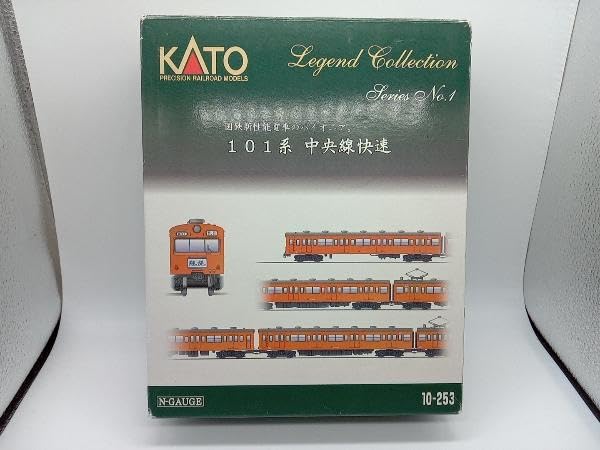 KATO
PRECISION RAILROAD MODELS
Legend Collection
Series No.1
国鉄新性能電車のパイオニア、
101系 中央線快速
N-GAUGE
10-253